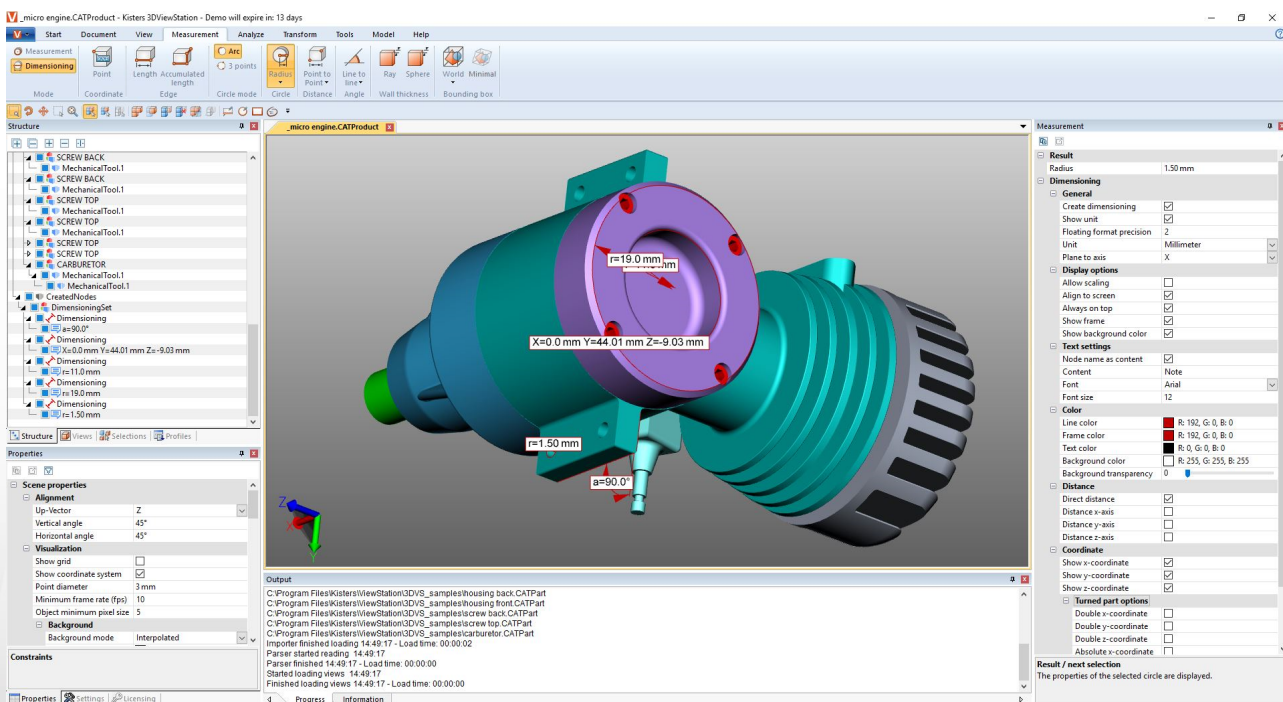 _micro engine.CATProduct - Kisters 3DViewStation - Demo will expire in: 13 days
Start Document View Measurement Analyze Transform Tools Model Help
Measurement
Dimensioning
Mode
Point
Coordinate
Length Accumulated length
Edge
Arc
3 points
Circle mode
Radius
Circle
Point to Point
Distance
Line to line
Angle
Ray Sphere
Wall thickness
World Minimal
Bounding box
Structure
SCREW BACK
MechanicalTool.1
SCREW BACK
MechanicalTool.1
SCREW TOP
MechanicalTool.1
SCREW TOP
MechanicalTool.1
SCREW TOP
SCREW TOP
CARBURETOR
MechanicalTool.1
MechanicalTool.1
CreatedNodes
DimensioningSet
Dimensioning
a=90.0°
Dimensioning
X=0.0 mm Y=44.01 mm Z=-9.03 mm
Dimensioning
r=11.0 mm
Dimensioning
r=19.0 mm
Dimensioning
r=1.50 mm
Structure Views Selections Profiles
Properties
Scene properties
Alignment
Up-Vector Z
Vertical angle 45°
Horizontal angle 45°
Visualization
Show grid
Show coordinate system
Point diameter 3 mm
Minimum frame rate (fps) 10
Object minimum pixel size 5
Background
Background mode Interpolated
Constraints
Properties Settings Licensing
_micro engine.CATProduct
r=19.0 mm
X=0.0 mm Y=44.01 mm Z=-9.03 mm
r=1.50 mm
a=90.0°
Z
X
Y
Output
C:\Program Files\Kisters\ViewStation\3DVS_samples\housing back.CATPart
C:\Program Files\Kisters\ViewStation\3DVS_samples\housing front.CATPart
C:\Program Files\Kisters\ViewStation\3DVS_samples\screw back.CATPart
C:\Program Files\Kisters\ViewStation\3DVS_samples\screw top.CATPart
C:\Program Files\Kisters\ViewStation\3DVS_samples\carburetor.CATPart
Importer finished loading 14:49:17 - Load time: 00:00:02
Parser started reading 14:49:17
Parser finished 14:49:17 - Load time: 00:00:00
Started loading views 14:49:17
Finished loading views 14:49:17 - Load time: 00:00:00
Progress Information
Measurement
Result
Radius 1.50 mm
Dimensioning
General
Create dimensioning
Show unit
Floating format precision 2
Unit Millimeter
Plane to axis X
Display options
Allow scaling
Align to screen
Always on top
Show frame
Show background color
Text settings
Node name as content
Content Note
Font Arial
Font size 12
Color
Line color R: 192, G: 0, B: 0
Frame color R: 192, G: 0, B: 0
Text color R: 0, G: 0, B: 0
Background color R: 255, G: 255, B: 255
Background transparency 0
Distance
Direct distance
Distance x-axis
Distance y-axis
Distance z-axis
Coordinate
Show x-coordinate
Show y-coordinate
Show z-coordinate
Turned part options
Double x-coordinate
Double y-coordinate
Double z-coordinate
Absolute x-coordinate
Result / next selection
The properties of the selected circle are displayed.